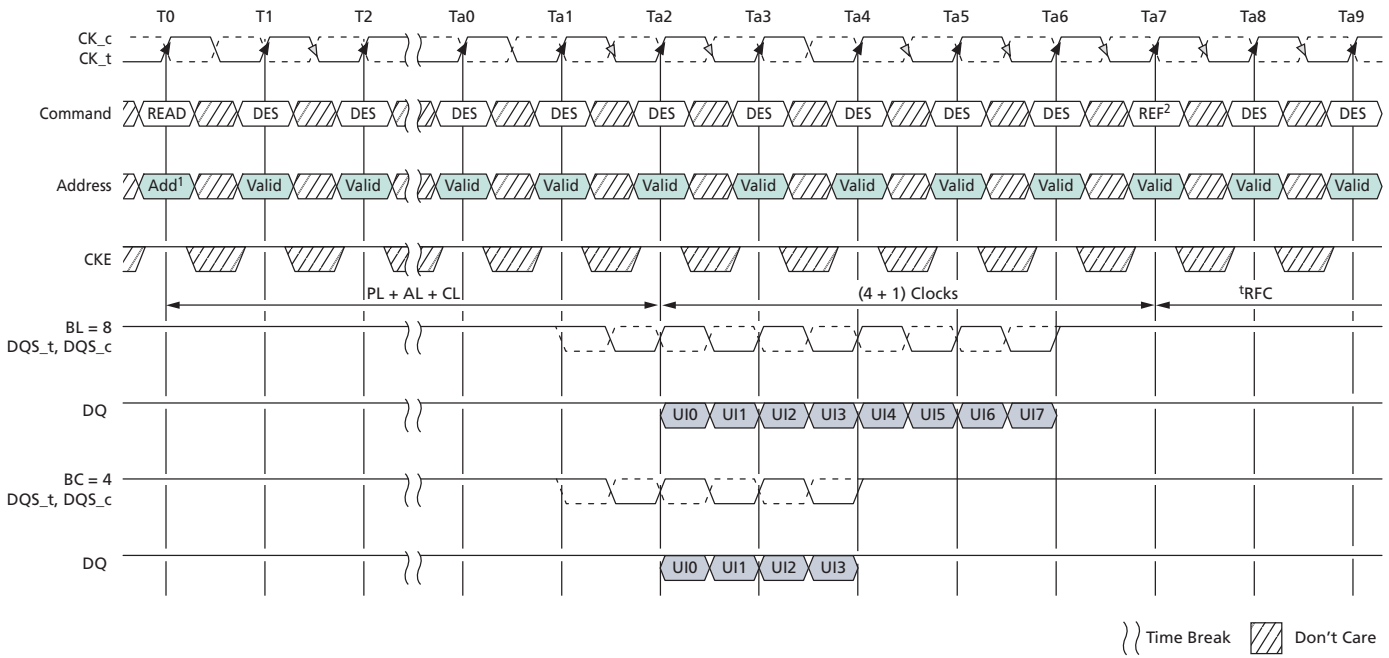 T0 T1 T2 Ta0 Ta1 Ta2 Ta3 Ta4 Ta5 Ta6 Ta7 Ta8 Ta9
CK_c
CK_t
Command READ DES DES DES DES DES DES DES DES DES REF² DES DES
Address Add¹ Valid Valid Valid Valid Valid Valid Valid Valid Valid Valid Valid Valid
CKE
PL + AL + CL (4 + 1) Clocks ᵗRFC
BL = 8
DQS_t, DQS_c
DQ UI0 UI1 UI2 UI3 UI4 UI5 UI6 UI7
BC = 4
DQS_t, DQS_c
DQ UI0 UI1 UI2 UI3
Time Break Don't Care